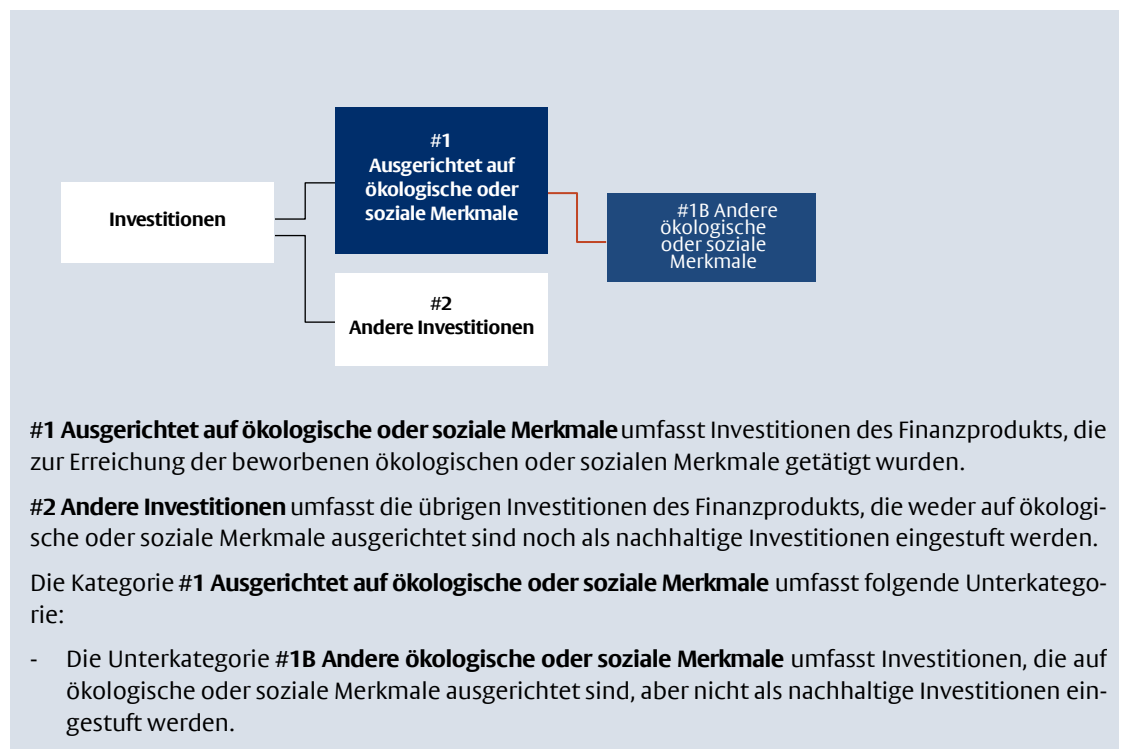 #1
Ausgerichtet auf
ökologische oder
soziale Merkmale
Investitionen
#1B Andere
ökologische
oder soziale
Merkmale
#2
Andere Investitionen
#1 Ausgerichtet auf ökologische oder soziale Merkmale umfasst Investitionen des Finanzprodukts, die
zur Erreichung der beworbenen ökologischen oder sozialen Merkmale getätigt wurden.
#2 Andere Investitionen umfasst die übrigen Investitionen des Finanzprodukts, die weder auf ökologi-
sche oder soziale Merkmale ausgerichtet sind noch als nachhaltige Investitionen eingestuft werden.
Die Kategorie #1 Ausgerichtet auf ökologische oder soziale Merkmale umfasst folgende Unterkatego-
rie:
- Die Unterkategorie #1B Andere ökologische oder soziale Merkmale umfasst Investitionen, die auf
ökologische oder soziale Merkmale ausgerichtet sind, aber nicht als nachhaltige Investitionen ein-
gestuft werden.